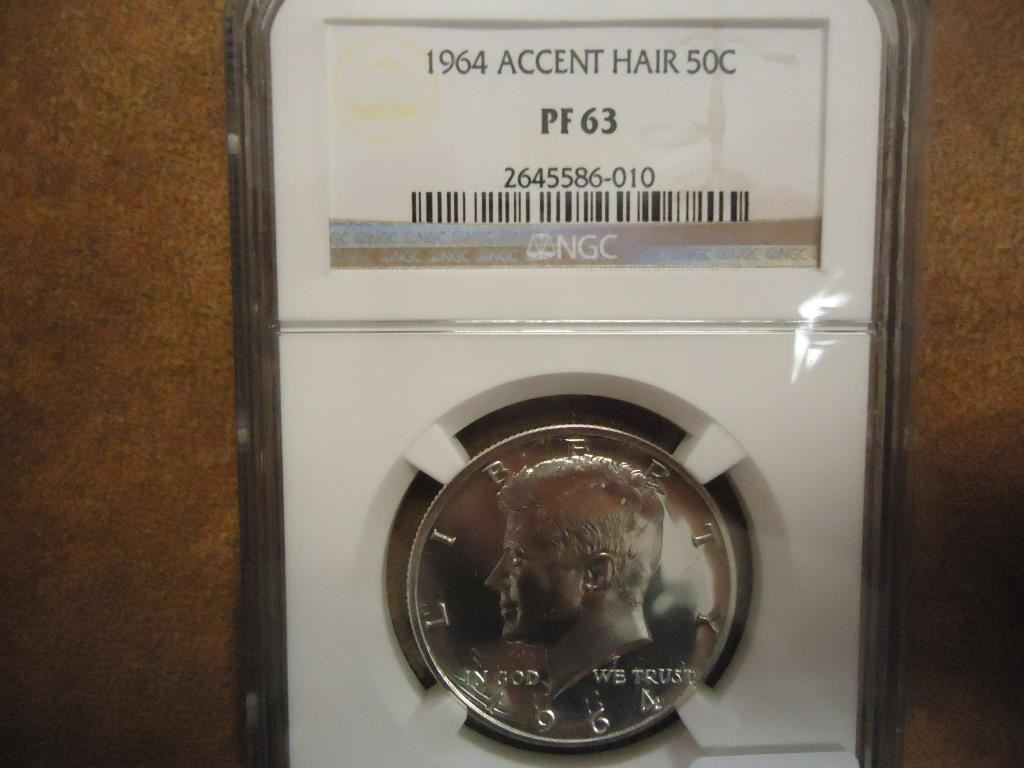 1964 ACCENT HAIR 50C
PF 63
2645586-010
NGC
LIBERTY
IN GOD WE TRUST
1964